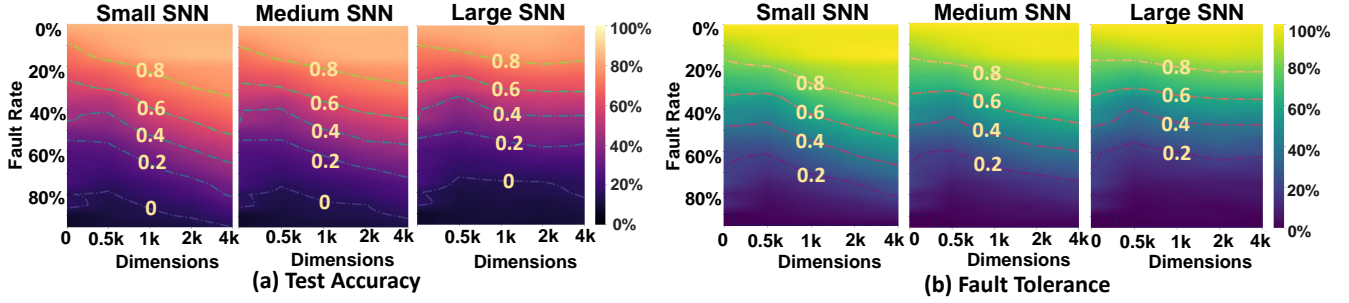 Small SNN Medium SNN Large SNN
Fault Rate
0%
20%
40%
60%
80%
0.8 0.6 0.4 0.2 0
0.8 0.6 0.4 0.2 0
0.8 0.6 0.4 0.2 0
100%
80%
60%
40%
20%
0%
0 0.5k 1k 2k 4k 0.5k 1k 2k 4k 0.5k 1k 2k 4k
Dimensions Dimensions Dimensions
(a) Test Accuracy
Small SNN Medium SNN Large SNN
Fault Rate
0%
20%
40%
60%
80%
0.8 0.6 0.4 0.2
0.8 0.6 0.4 0.2
0.8 0.6 0.4 0.2
100%
80%
60%
40%
20%
0%
0 0.5k 1k 2k 4k 0 0.5k 1k 2k 4k 0 0.5k 1k 2k 4k
Dimensions Dimensions Dimensions
(b) Fault Tolerance